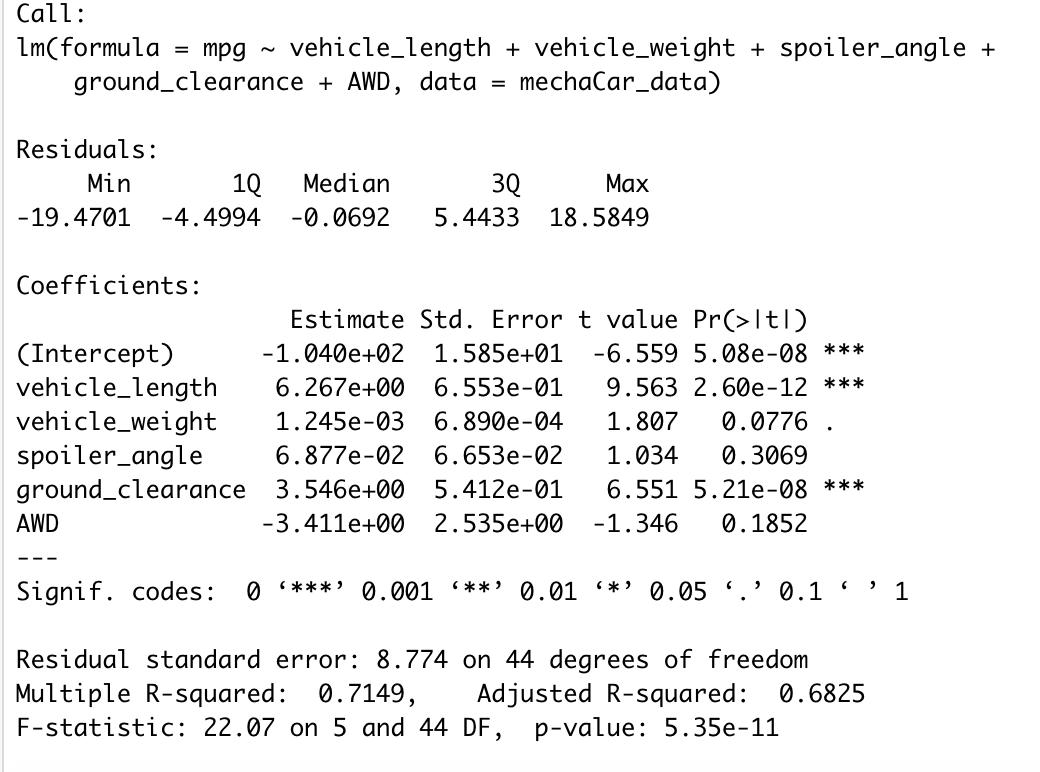 Call:
lm(formula = mpg ~ vehicle_length + vehicle_weight + spoiler_angle +
    ground_clearance + AWD, data = mechaCar_data)

Residuals:
     Min       1Q   Median       3Q      Max
-19.4701  -4.4994  -0.0692   5.4433  18.5849

Coefficients:
                   Estimate Std. Error t value Pr(>|t|)
(Intercept)      -1.040e+02  1.585e+01  -6.559 5.08e-08 ***
vehicle_length    6.267e+00  6.553e-01   9.563 2.60e-12 ***
vehicle_weight    1.245e-03  6.890e-04   1.807   0.0776 .
spoiler_angle     6.877e-02  6.653e-02   1.034   0.3069
ground_clearance  3.546e+00  5.412e-01   6.551 5.21e-08 ***
AWD              -3.411e+00  2.535e+00  -1.346   0.1852
---
Signif. codes:  0 ‘***’ 0.001 ‘**’ 0.01 ‘*’ 0.05 ‘.’ 0.1 ‘ ’ 1

Residual standard error: 8.774 on 44 degrees of freedom
Multiple R-squared:  0.7149,    Adjusted R-squared:  0.6825
F-statistic: 22.07 on 5 and 44 DF,  p-value: 5.35e-11